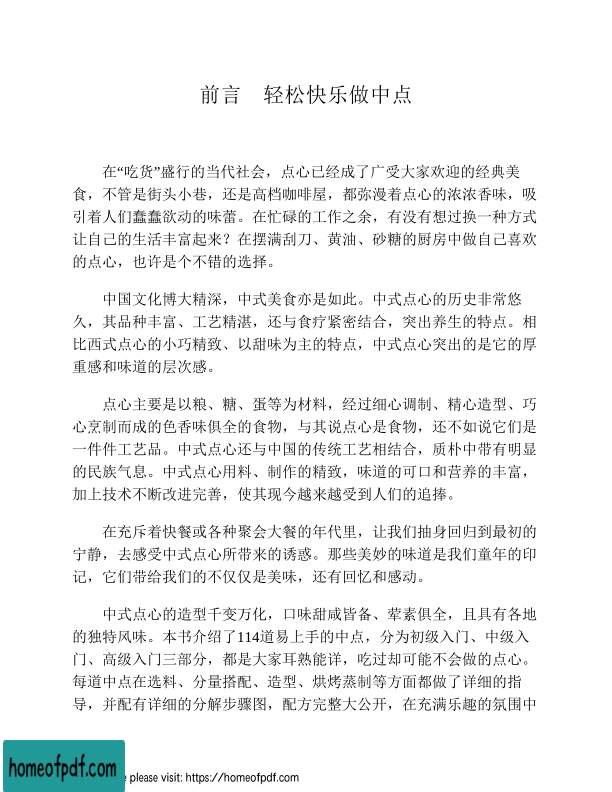 前言　轻松快乐做中点
在“吃货”盛行的当代社会，点心已经成了广受大家欢迎的经典美
食，不管是街头小巷，还是高档咖啡屋，都弥漫着点心的浓浓香味，吸
引着人们蠢蠢欲动的味蕾。在忙碌的工作之余，有没有想过换一种方式
让自己的生活丰富起来？在摆满刮刀、黄油、砂糖的厨房中做自己喜欢
的点心，也许是个不错的选择。
中国文化博大精深，中式美食亦是如此。中式点心的历史非常悠
久，其品种丰富、工艺精湛，还与食疗紧密结合，突出养生的特点。相
比西式点心的小巧精致、以甜味为主的特点，中式点心突出的是它的厚
重感和味道的层次感。
点心主要是以粮、糖、蛋等为材料，经过细心调制、精心造型、巧
心烹制而成的色香味俱全的食物，与其说点心是食物，还不如说它们是
一件件工艺品。中式点心还与中国的传统工艺相结合，质朴中带有明显
的民族气息。中式点心用料、制作的精致，味道的可口和营养的丰富，
加上技术不断改进完善，使其现今越来越受到人们的追捧。
在充斥着快餐或各种聚会大餐的年代里，让我们抽身回归到最初的
宁静，去感受中式点心所带来的诱惑。那些美妙的味道是我们童年的印
记，它们带给我们的不仅仅是美味，还有回忆和感动。
中式点心的造型千变万化，口味甜咸皆备、荤素俱全，且具有各地
的独特风味。本书介绍了114道易上手的中点，分为初级入门、中级入
门、高级入门三部分，都是大家耳熟能详，吃过却可能不会做的点心。
每道中点在选料、分量搭配、造型、烘烤蒸制等方面都做了详细的指
导，并配有详细的分解步骤图，配方完整大公开，在充满乐趣的氛围中
homeofpdf.com
e please visit: https://homeofpdf.com